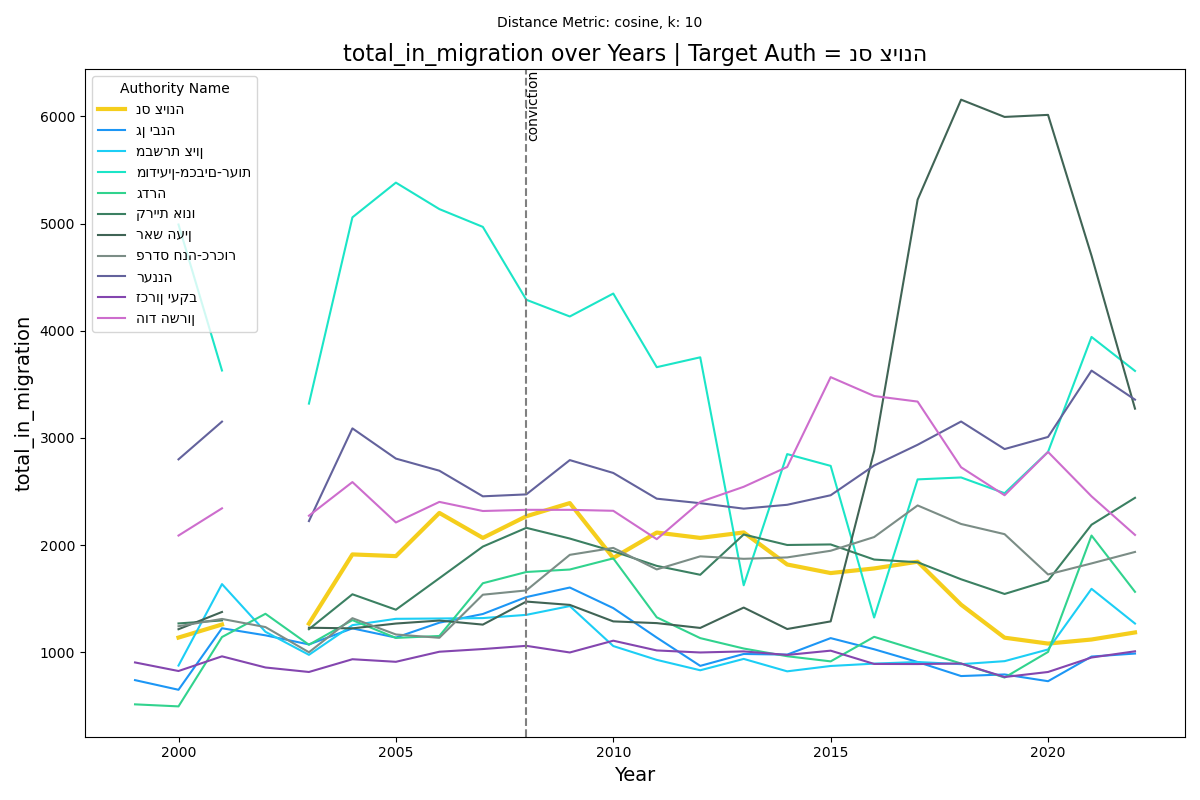 Distance Metric: cosine, k: 10
total_in_migration over Years | Target Auth = נס ציונה
Authority Name
נס ציונה
גן יבנה
מבשרת ציון
מודיעין-מכבים-רעות
גדרה
קריית אונו
ראש העין
פרדס חנה-כרכור
רעננה
זכרון יעקב
הוד השרון
conviction
total_in_migration
6000
5000
4000
3000
2000
1000
2000
2005
2010
2015
2020
Year